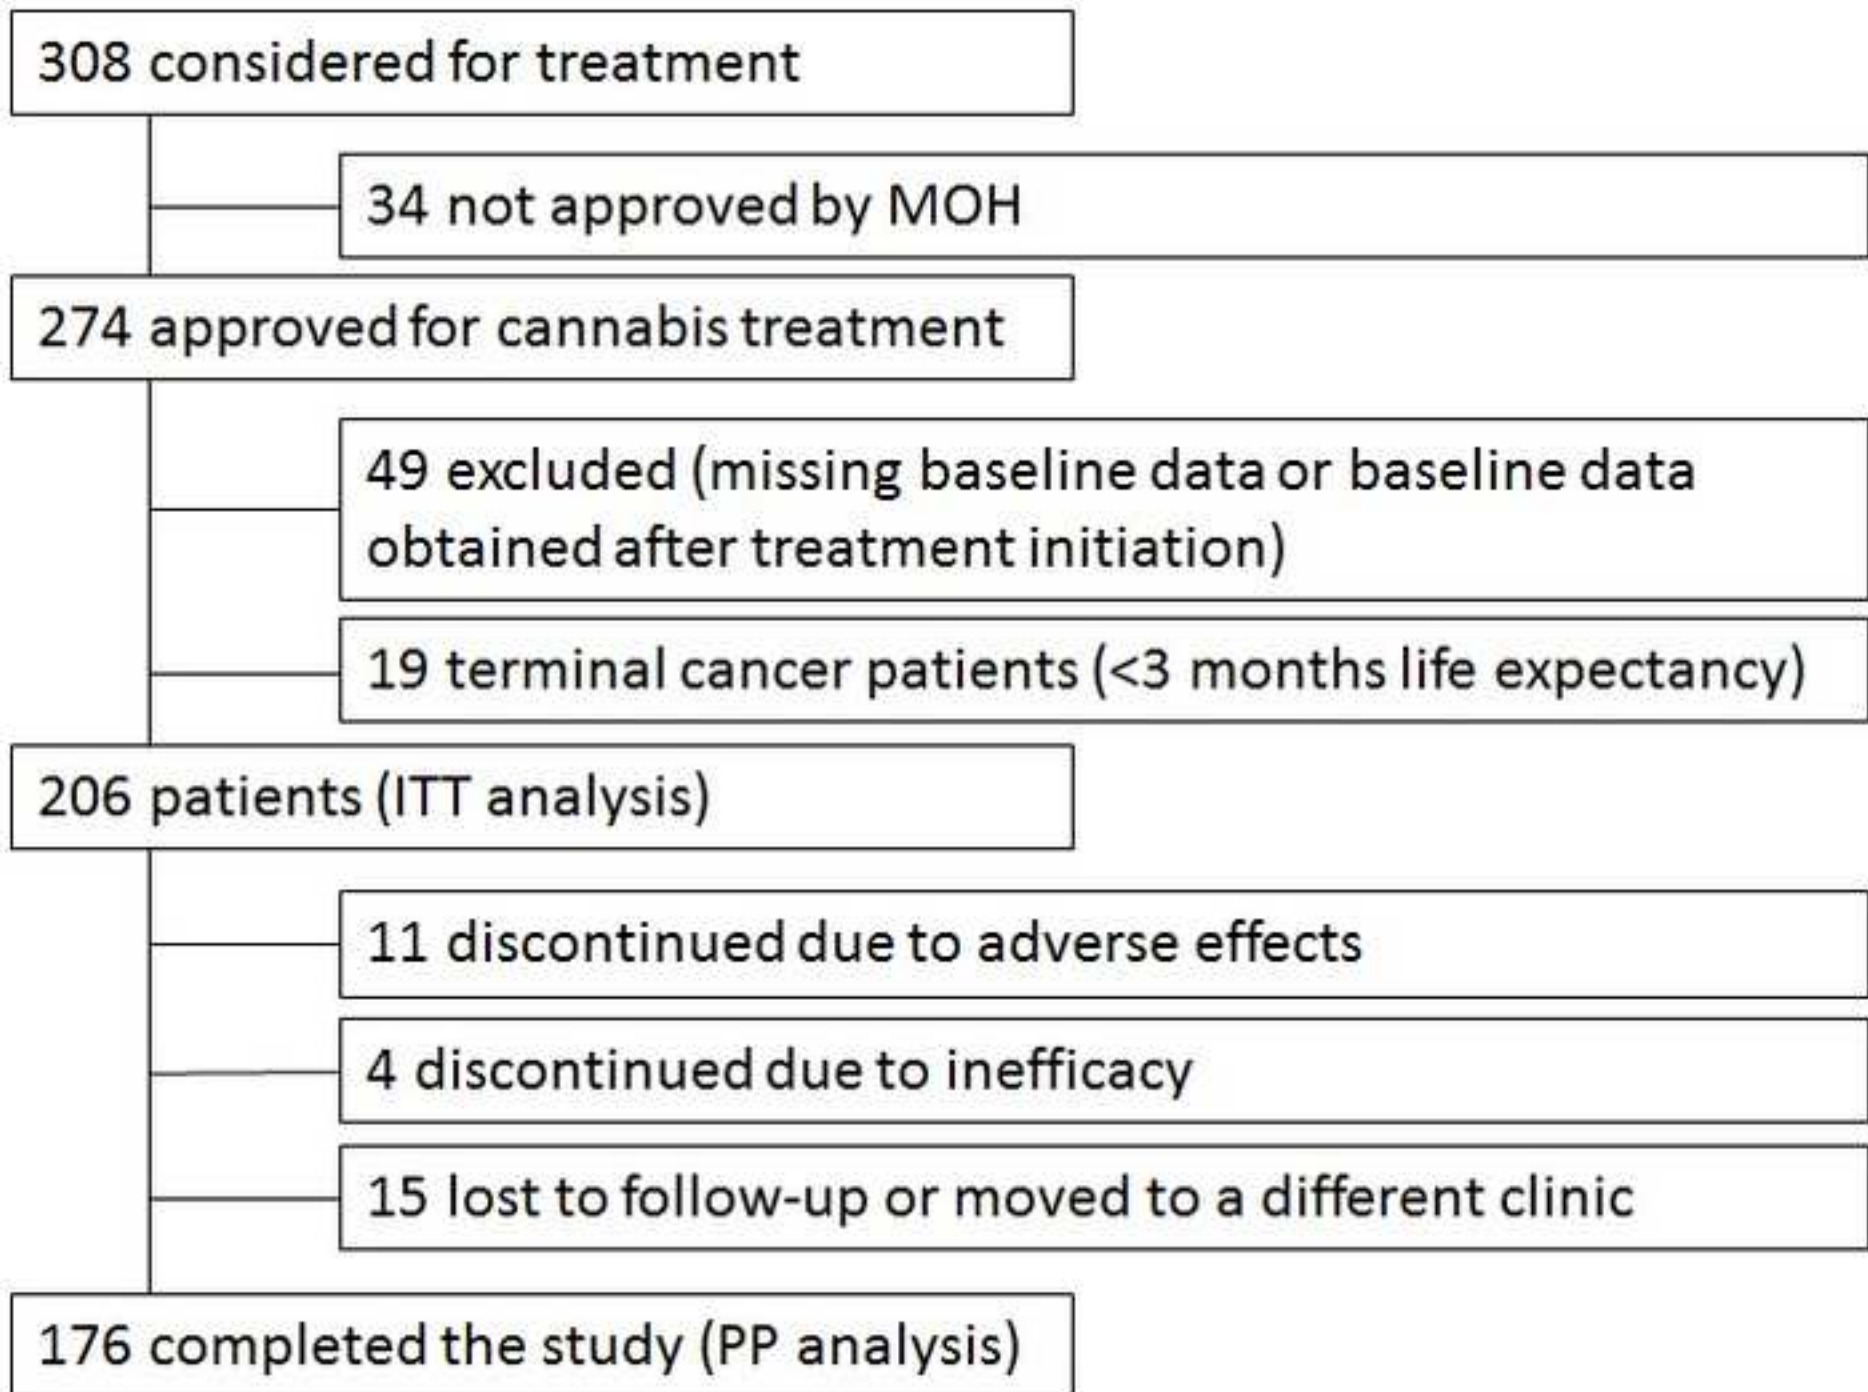 308 considered for treatment
34 not approved by MOH
274 approved for cannabis treatment
49 excluded (missing baseline data or baseline data
obtained after treatment initiation)
19 terminal cancer patients (<3 months life expectancy)
206 patients (ITT analysis)
11 discontinued due to adverse effects
4 discontinued due to inefficacy
15 lost to follow-up or moved to a different clinic
176 completed the study (PP analysis)